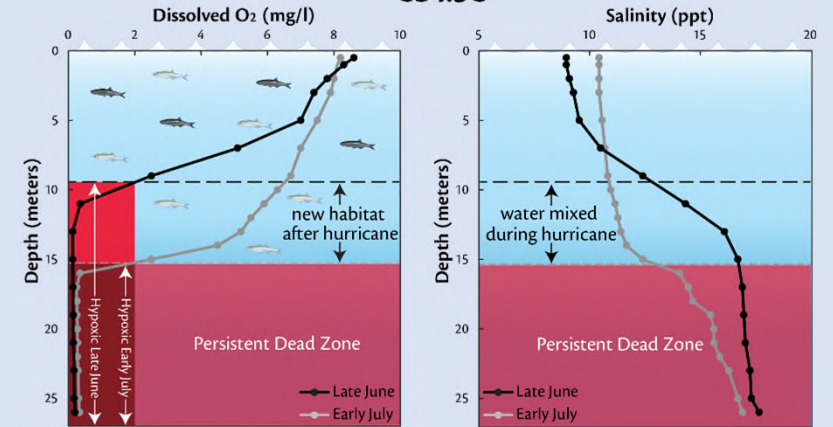 Dissolved O₂ (mg/l)
0 2 4 6 8 10
Depth (meters)
0
5
10
15
20
25
new habitat
after hurricane
Hypoxic Late June
Hypoxic Early July
Persistent Dead Zone
Late June
Early July
Salinity (ppt)
5 10 15 20
Depth (meters)
0
5
10
15
20
25
water mixed
during hurricane
Persistent Dead Zone
Late June
Early July